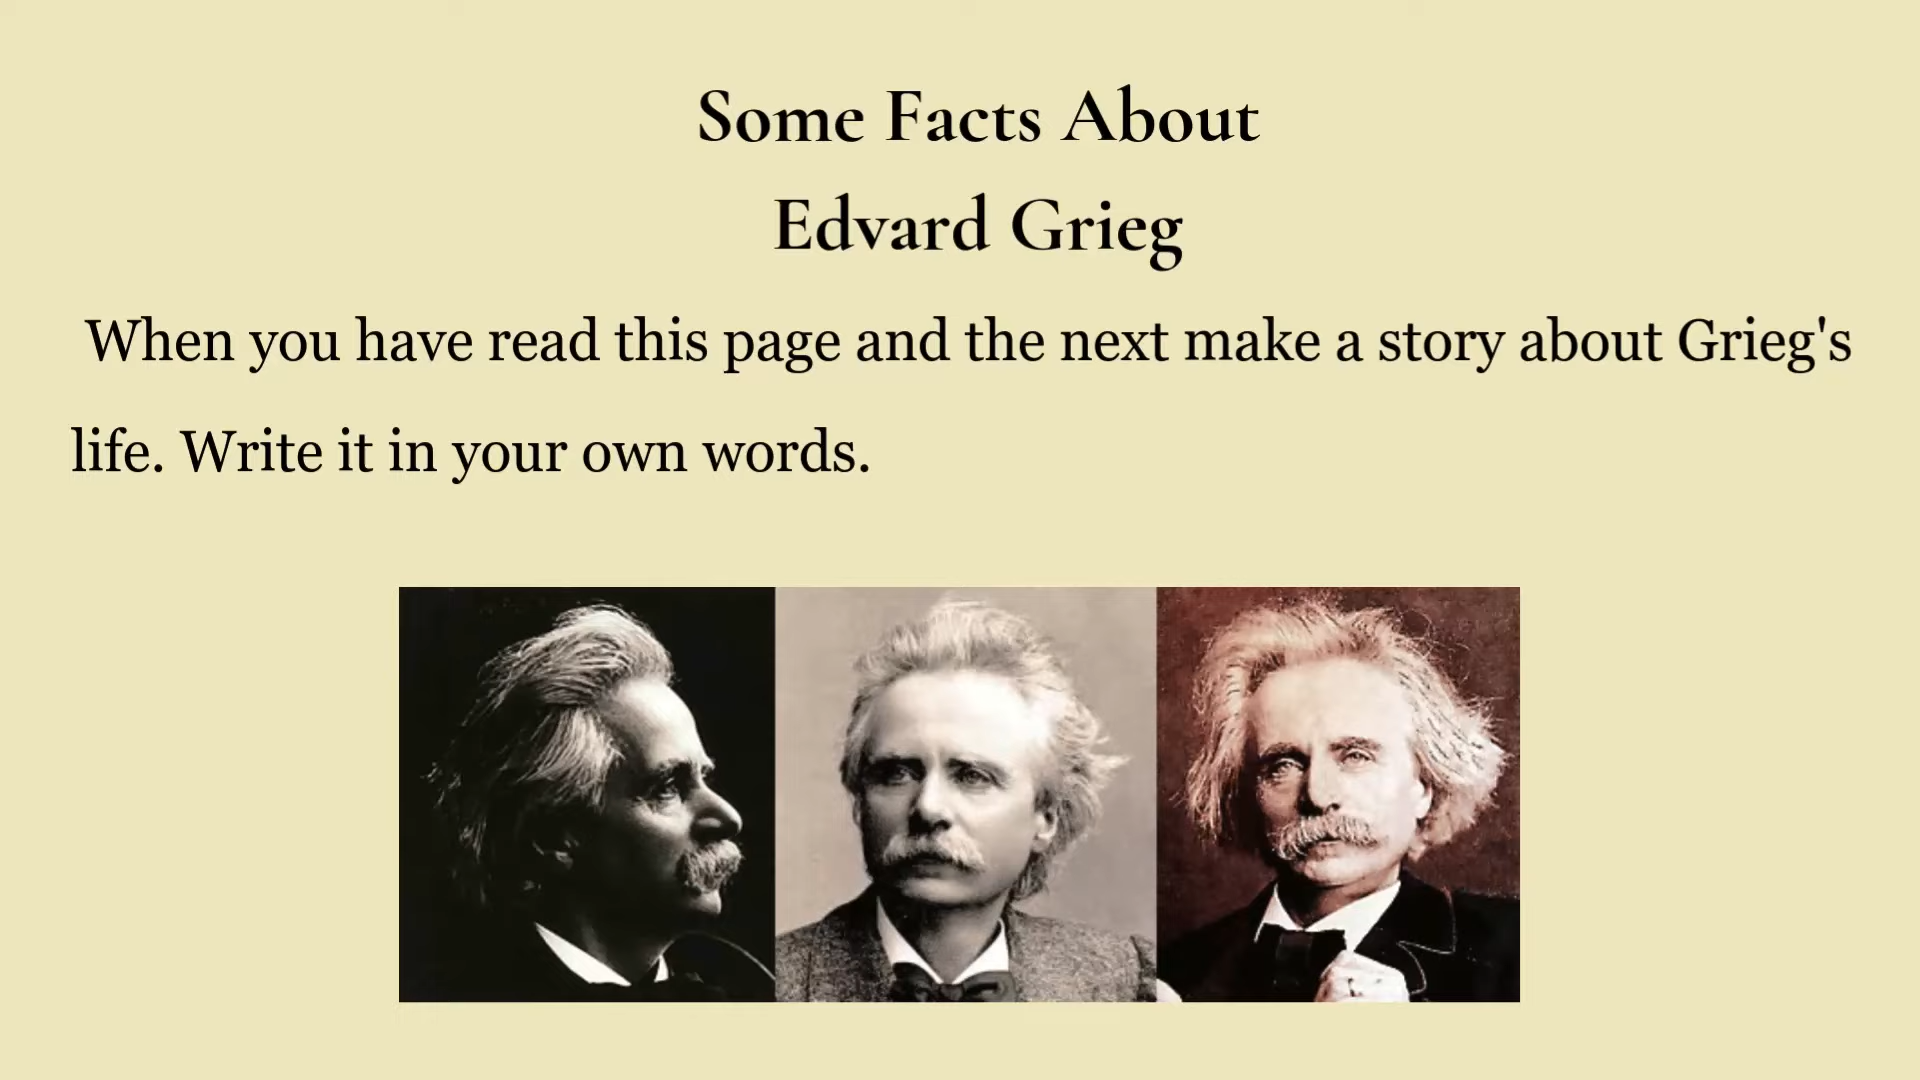 Some Facts About
Edvard Grieg
When you have read this page and the next make a story about Grieg's
life. Write it in your own words.